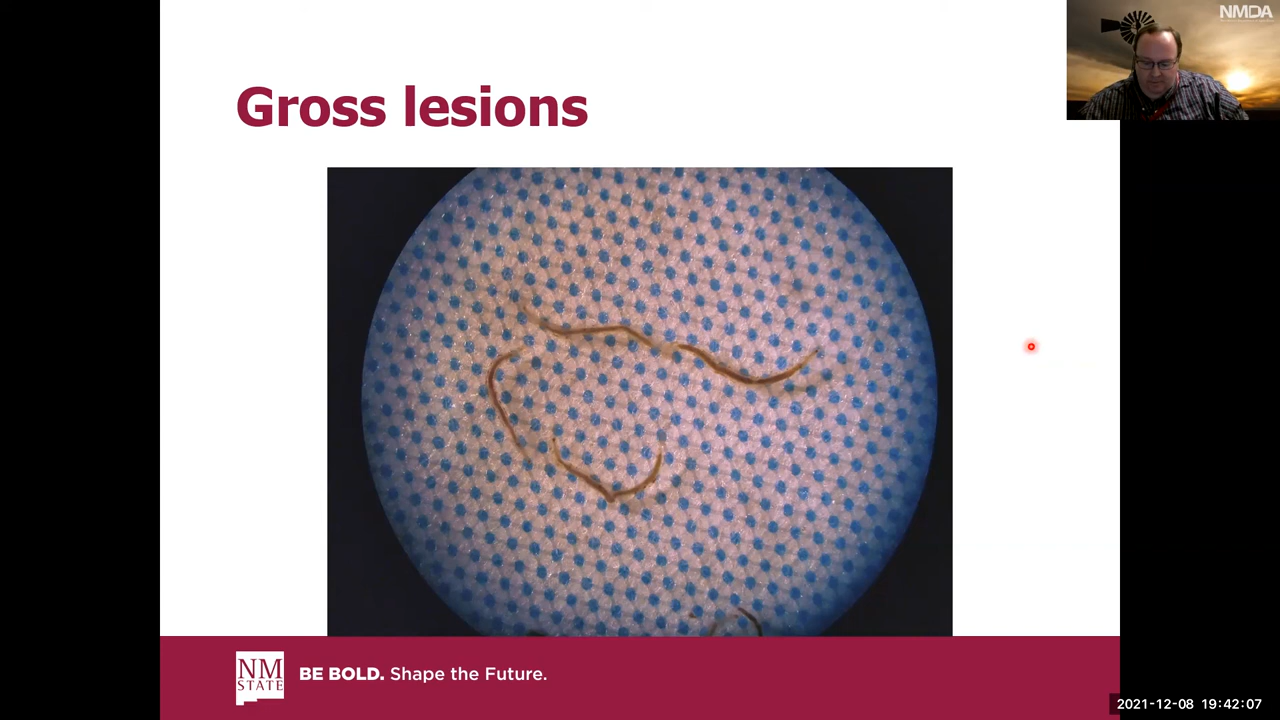 NMDA
Gross lesions
NM
STATE
BE BOLD. Shape the Future.
2021-12-08 19:42:07